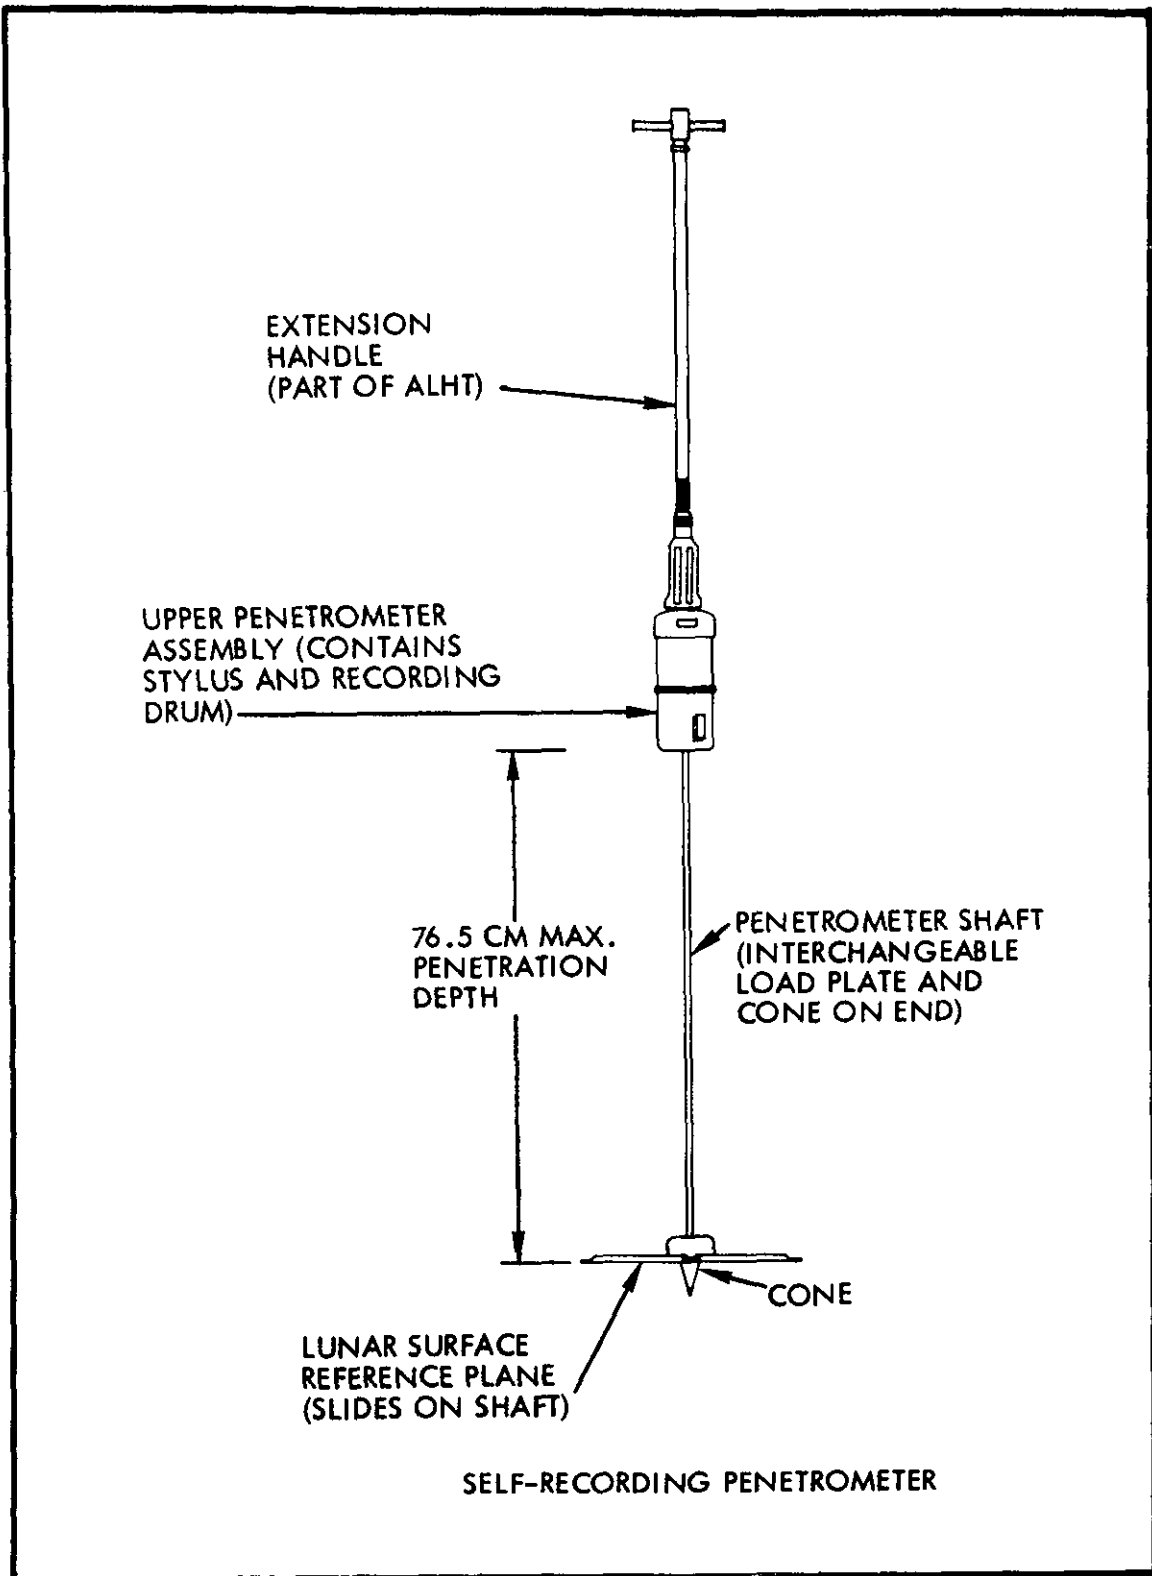 EXTENSION
HANDLE
(PART OF ALHT)
UPPER PENETROMETER
ASSEMBLY (CONTAINS
STYLUS AND RECORDING
DRUM)
76.5 CM MAX.
PENETRATION
DEPTH
PENETROMETER SHAFT
(INTERCHANGEABLE
LOAD PLATE AND
CONE ON END)
CONE
LUNAR SURFACE
REFERENCE PLANE
(SLIDES ON SHAFT)
SELF-RECORDING PENETROMETER